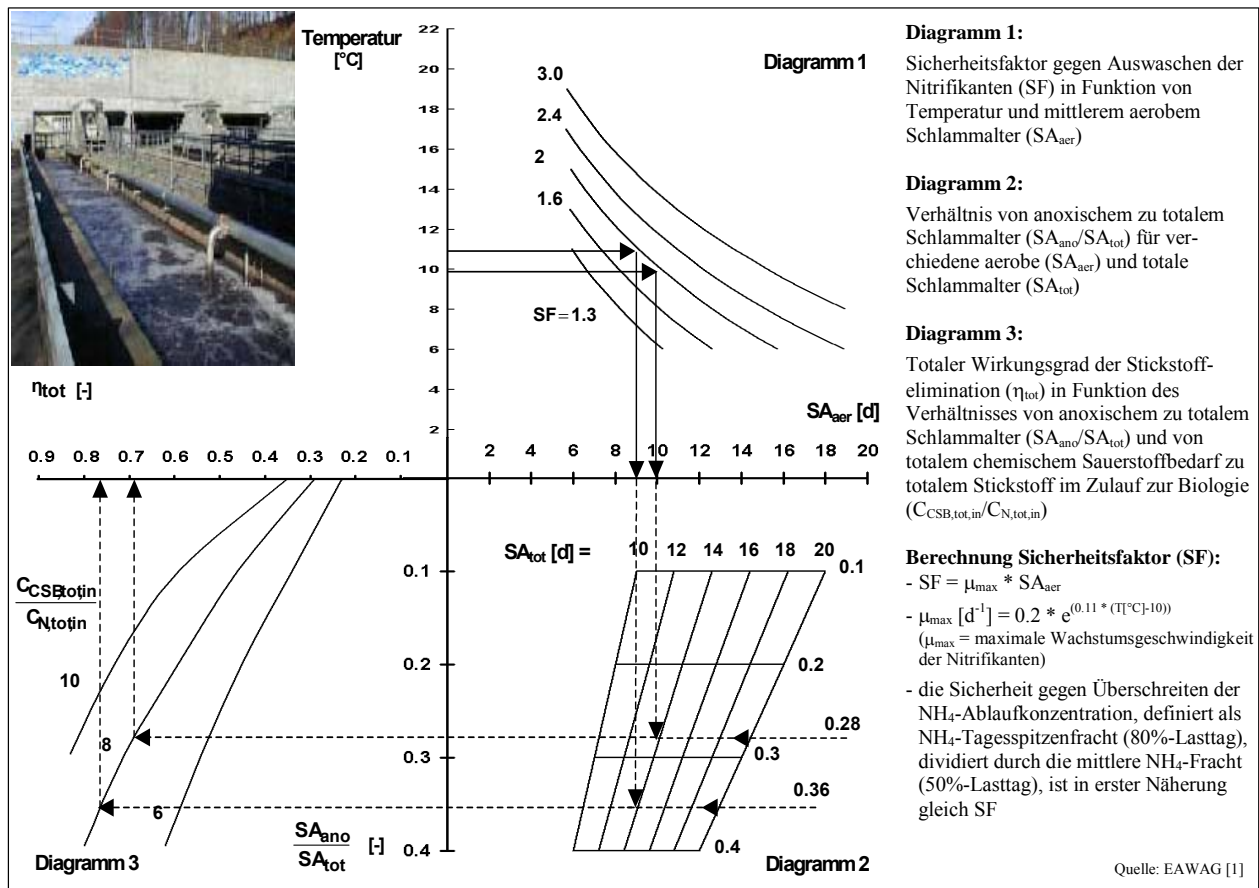 Temperatur
[°C]
Diagramm 1
22
20
18
16
14
12
10
8
6
4
2
3.0
2.4
2
1.6
SF=1.3
SA_aer [d]
η_tot [-]
0.9 0.8 0.7 0.6 0.5 0.4 0.3 0.2 0.1
2 4 6 8 10 12 14 16 18 20
C_CSB,tot,in
C_N,tot,in
10
8
6
SA_ano
SA_tot
[-]
Diagramm 3
0.1
0.2
0.3
0.4
SA_tot [d] = 10 12 14 16 18 20
0.1
0.2
0.28
0.3
0.36
0.4
Diagramm 2
Diagramm 1:
Sicherheitsfaktor gegen Auswaschen der
Nitrifikanten (SF) in Funktion von
Temperatur und mittlerem aerobem
Schlammalter (SA_aer)
Diagramm 2:
Verhältnis von anoxischem zu totalem
Schlammalter (SA_ano/SA_tot) für ver-
chiedene aerobe (SA_aer) und totale
Schlammalter (SA_tot)
Diagramm 3:
Totaler Wirkungsgrad der Stickstoff-
elimination (η_tot) in Funktion des
Verhältnisses von anoxischem zu totalem
Schlammalter (SA_ano/SA_tot) und von
totalem chemischem Sauerstoffbedarf zu
totalem Stickstoff im Zulauf zur Biologie
(C_CSB,tot,in/C_N,tot,in)
Berechnung Sicherheitsfaktor (SF):
- SF = μ_max * SA_aer
- μ_max [d⁻¹] = 0.2 * e^(0.11 * (T[°C]-10))
(μ_max = maximale Wachstumsgeschwindigkeit
der Nitrifikanten)
- die Sicherheit gegen Überschreiten der
NH₄-Ablaufkonzentration, definiert als
NH₄-Tagesspitzenfracht (80%-Lasttag),
dividiert durch die mittlere NH₄-Fracht
(50%-Lasttag), ist in erster Näherung
gleich SF
Quelle: EAWAG [1]